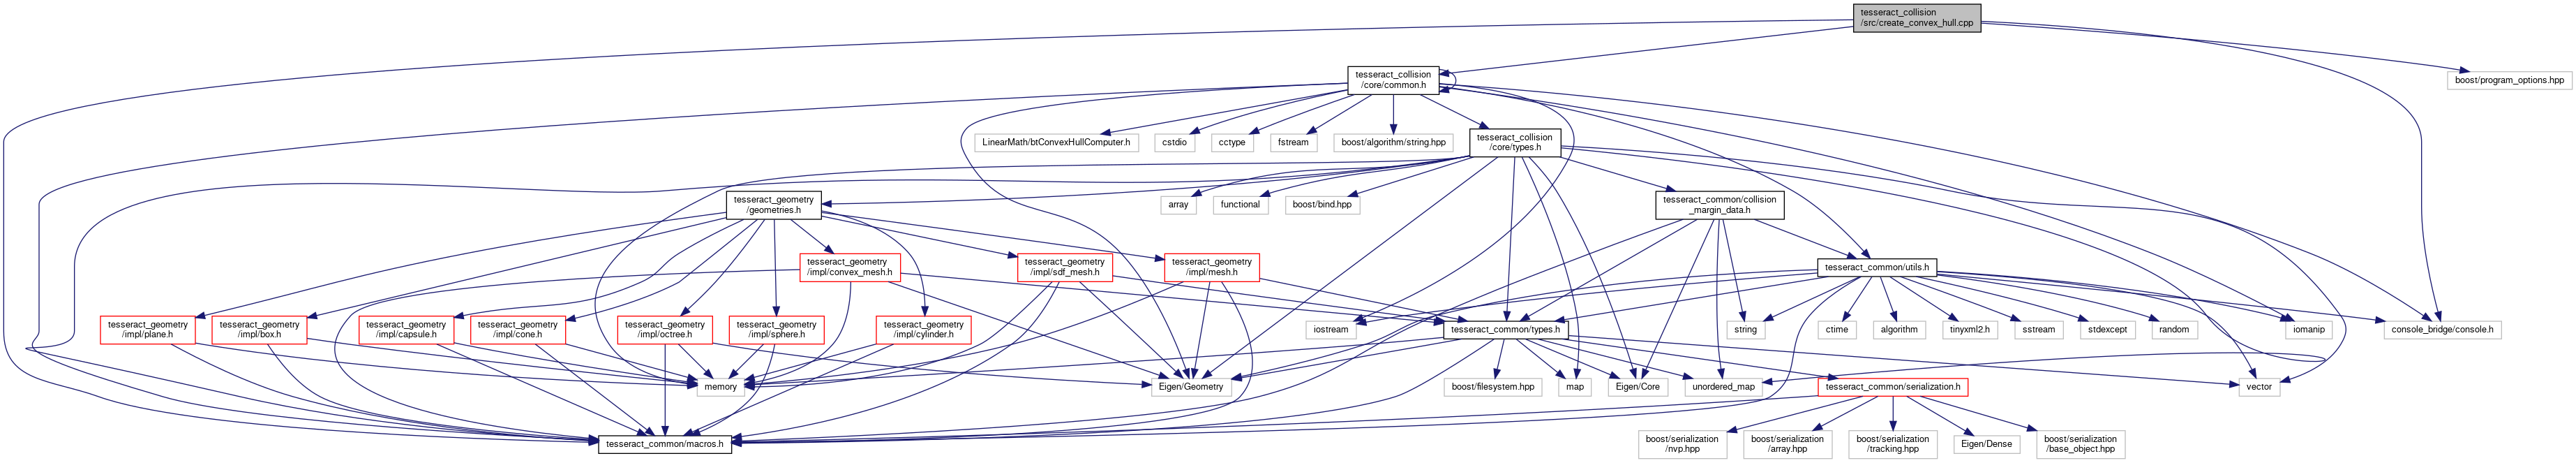 tesseract_collision
/src/create_convex_hull.cpp
tesseract_collision
/core/common.h
boost/program_options.hpp
LinearMath/btConvexHullComputer.h
cstdio
cctype
fstream
boost/algorithm/string.hpp
tesseract_collision
/core/types.h
tesseract_geometry
/geometries.h
array
functional
boost/bind.hpp
tesseract_common/collision
_margin_data.h
tesseract_geometry
/impl/convex_mesh.h
tesseract_geometry
/impl/sdf_mesh.h
tesseract_geometry
/impl/mesh.h
tesseract_common/utils.h
tesseract_geometry
/impl/plane.h
tesseract_geometry
/impl/box.h
tesseract_geometry
/impl/capsule.h
tesseract_geometry
/impl/cone.h
tesseract_geometry
/impl/octree.h
tesseract_geometry
/impl/sphere.h
tesseract_geometry
/impl/cylinder.h
iostream
tesseract_common/types.h
string
ctime
algorithm
tinyxml2.h
sstream
stdexcept
random
iomanip
console_bridge/console.h
memory
Eigen/Geometry
boost/filesystem.hpp
map
Eigen/Core
unordered_map
tesseract_common/serialization.h
vector
tesseract_common/macros.h
boost/serialization
/nvp.hpp
boost/serialization
/array.hpp
boost/serialization
/tracking.hpp
Eigen/Dense
boost/serialization
/base_object.hpp